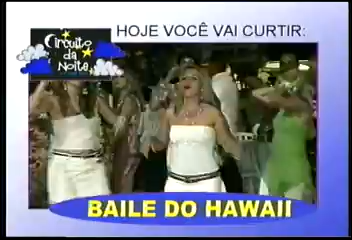 HOJE VOCÊ VAI CURTIR:
Circuito
da
Noite
BAILE DO HAWAII